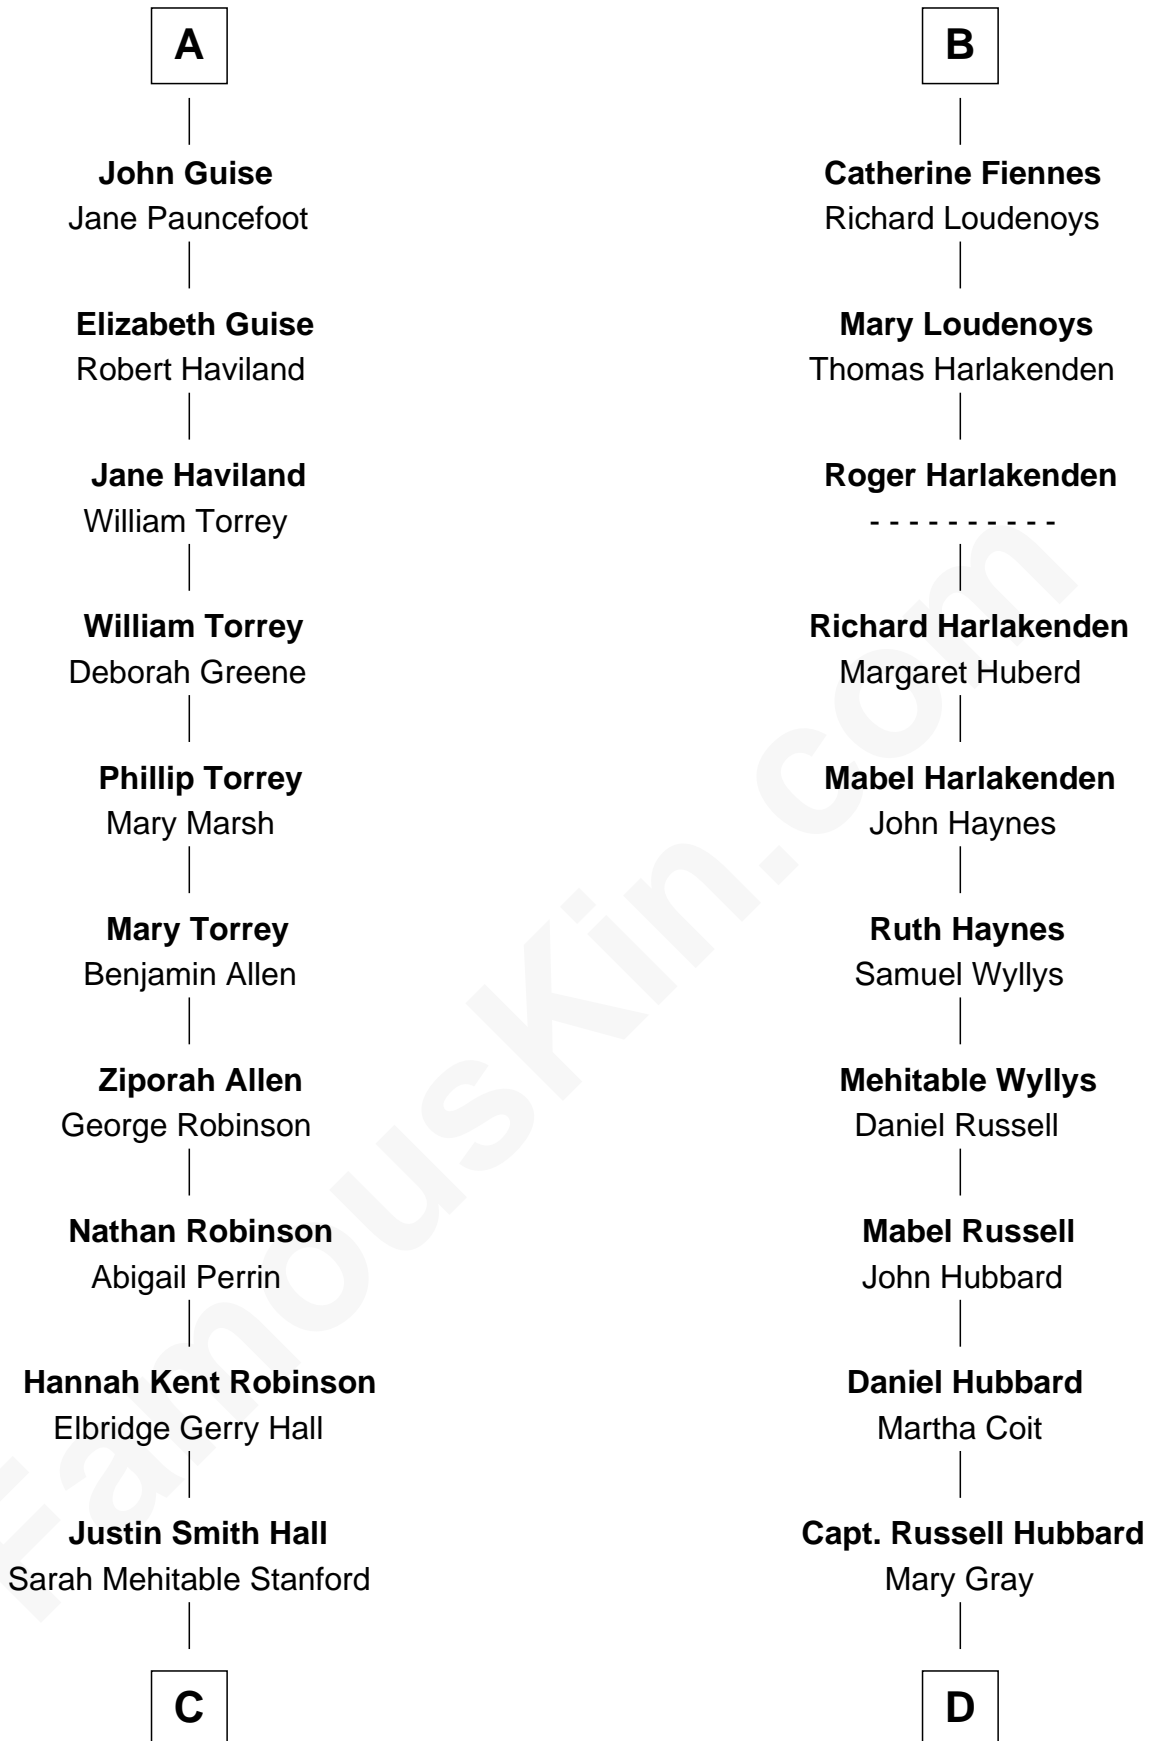 A
John Guise
Jane Pauncefoot
Elizabeth Guise
Robert Haviland
Jane Haviland
William Torrey
William Torrey
Deborah Greene
Phillip Torrey
Mary Marsh
Mary Torrey
Benjamin Allen
Ziporah Allen
George Robinson
Nathan Robinson
Abigail Perrin
Hannah Kent Robinson
Elbridge Gerry Hall
Justin Smith Hall
Sarah Mehitable Stanford
C
B
Catherine Fiennes
Richard Loudenoys
Mary Loudenoys
Thomas Harlakenden
Roger Harlakenden
- - - - - - - - - -
Richard Harlakenden
Margaret Huberd
Mabel Harlakenden
John Haynes
Ruth Haynes
Samuel Wyllys
Mehitable Wyllys
Daniel Russell
Mabel Russell
John Hubbard
Daniel Hubbard
Martha Coit
Capt. Russell Hubbard
Mary Gray
D
FamousKin.com